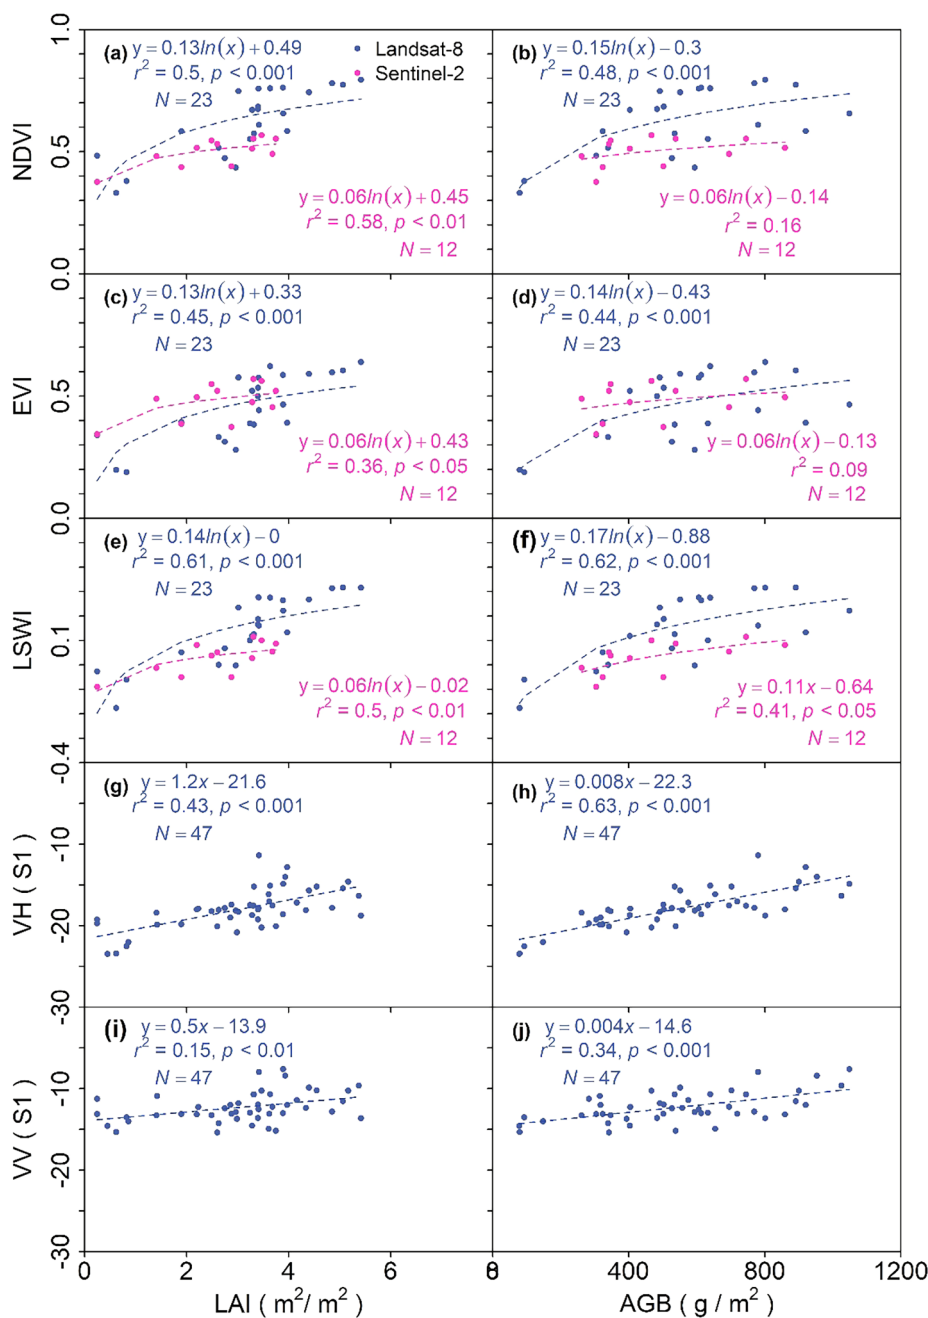 NDVI
1.0
0.5
0.0
(a) y = 0.13ln(x) + 0.49
r² = 0.5, p < 0.001
N = 23
Landsat-8
Sentinel-2
y = 0.06ln(x) + 0.45
r² = 0.58, p < 0.01
N = 12
(b) y = 0.15ln(x) − 0.3
r² = 0.48, p < 0.001
N = 23
y = 0.06ln(x) − 0.14
r² = 0.16
N = 12
EVI
0.5
0.0
(c) y = 0.13ln(x) + 0.33
r² = 0.45, p < 0.001
N = 23
y = 0.06ln(x) + 0.43
r² = 0.36, p < 0.05
N = 12
(d) y = 0.14ln(x) − 0.43
r² = 0.44, p < 0.001
N = 23
y = 0.06ln(x) − 0.13
r² = 0.09
N = 12
LSWI
0.1
-0.4
(e) y = 0.14ln(x) − 0
r² = 0.61, p < 0.001
N = 23
y = 0.06ln(x) − 0.02
r² = 0.5, p < 0.01
N = 12
(f) y = 0.17ln(x) − 0.88
r² = 0.62, p < 0.001
N = 23
y = 0.11x − 0.64
r² = 0.41, p < 0.05
N = 12
VH ( S1 )
-10
-20
-30
(g) y = 1.2x − 21.6
r² = 0.43, p < 0.001
N = 47
(h) y = 0.008x − 22.3
r² = 0.63, p < 0.001
N = 47
VV ( S1 )
-10
-20
-30
(i) y = 0.5x − 13.9
r² = 0.15, p < 0.01
N = 47
(j) y = 0.004x − 14.6
r² = 0.34, p < 0.001
N = 47
0 2 4 6
LAI ( m²/ m² )
0 400 800 1200
AGB ( g / m² )